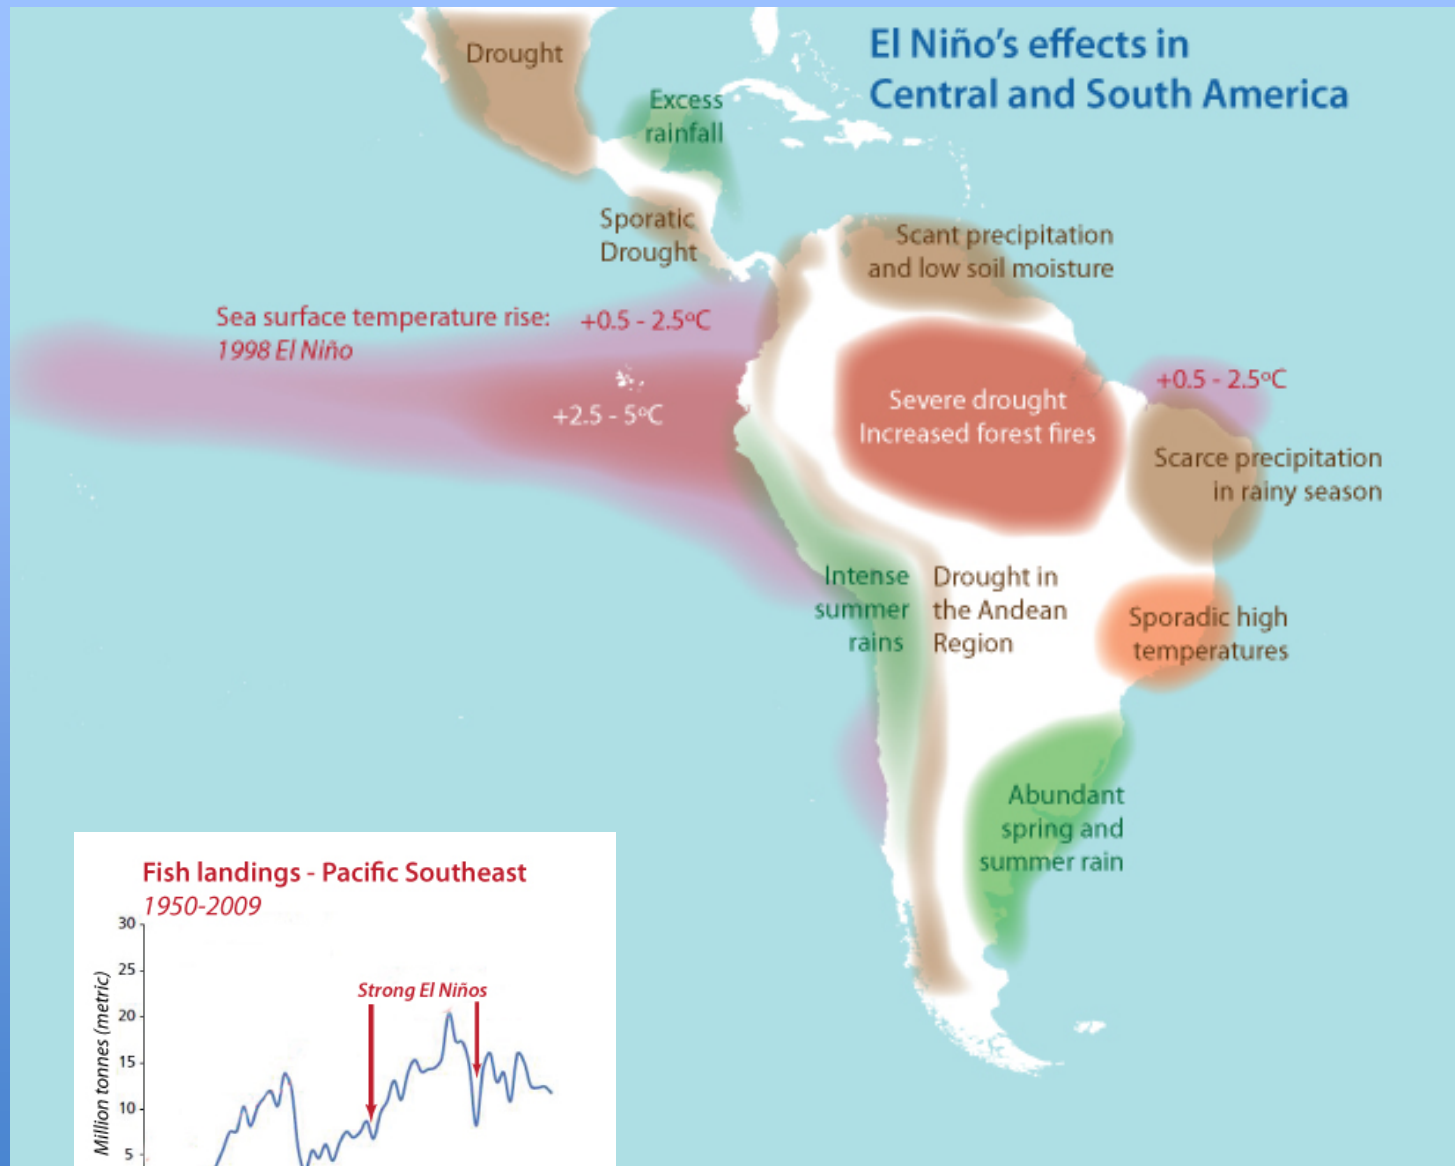 El Niño's effects in
Central and South America
Drought
Excess
rainfall
Sporatic
Drought
Scant precipitation
and low soil moisture
Sea surface temperature rise:
1998 El Niño
+0.5 - 2.5ºC
+2.5 - 5ºC
Severe drought
Increased forest fires
+0.5 - 2.5ºC
Scarce precipitation
in rainy season
Intense
summer
rains
Drought in
the Andean
Region
Sporadic high
temperatures
Abundant
spring and
summer rain
Fish landings - Pacific Southeast
1950-2009
Million tonnes (metric)
30
25
20
15
10
5
Strong El Niños